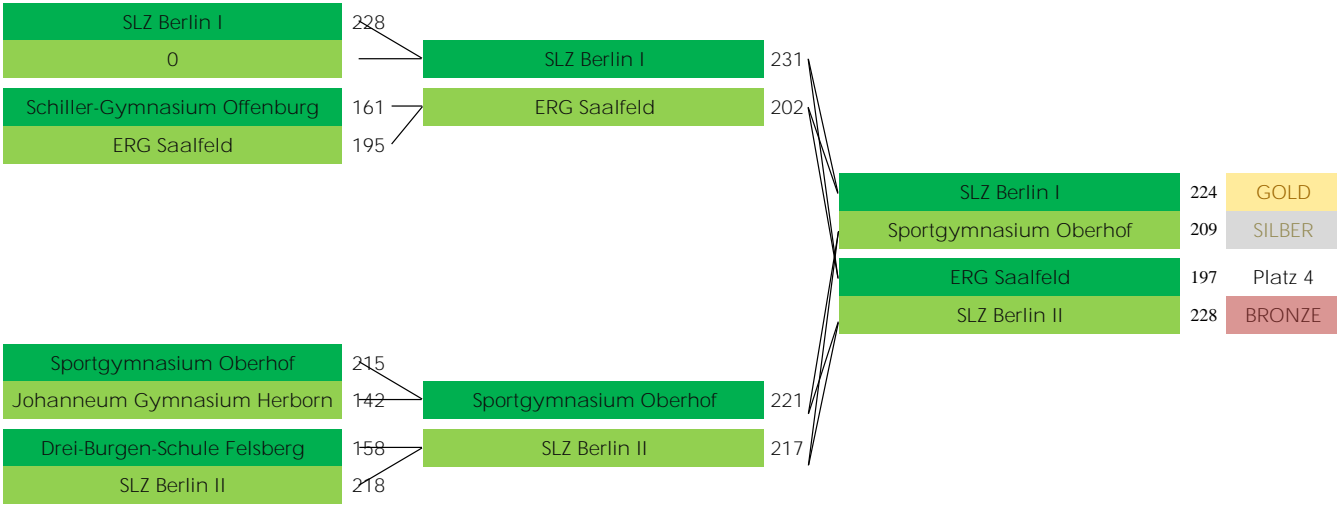 SLZ Berlin I 228
0
SLZ Berlin I 231
Schiller-Gymnasium Offenburg 161
ERG Saalfeld 202
ERG Saalfeld 195
SLZ Berlin I 224 GOLD
Sportgymnasium Oberhof 209 SILBER
ERG Saalfeld 197 Platz 4
SLZ Berlin II 228 BRONZE
Sportgymnasium Oberhof 215
Johanneum Gymnasium Herborn 142
Sportgymnasium Oberhof 221
Drei-Burgen-Schule Felsberg 158
SLZ Berlin II 217
SLZ Berlin II 218